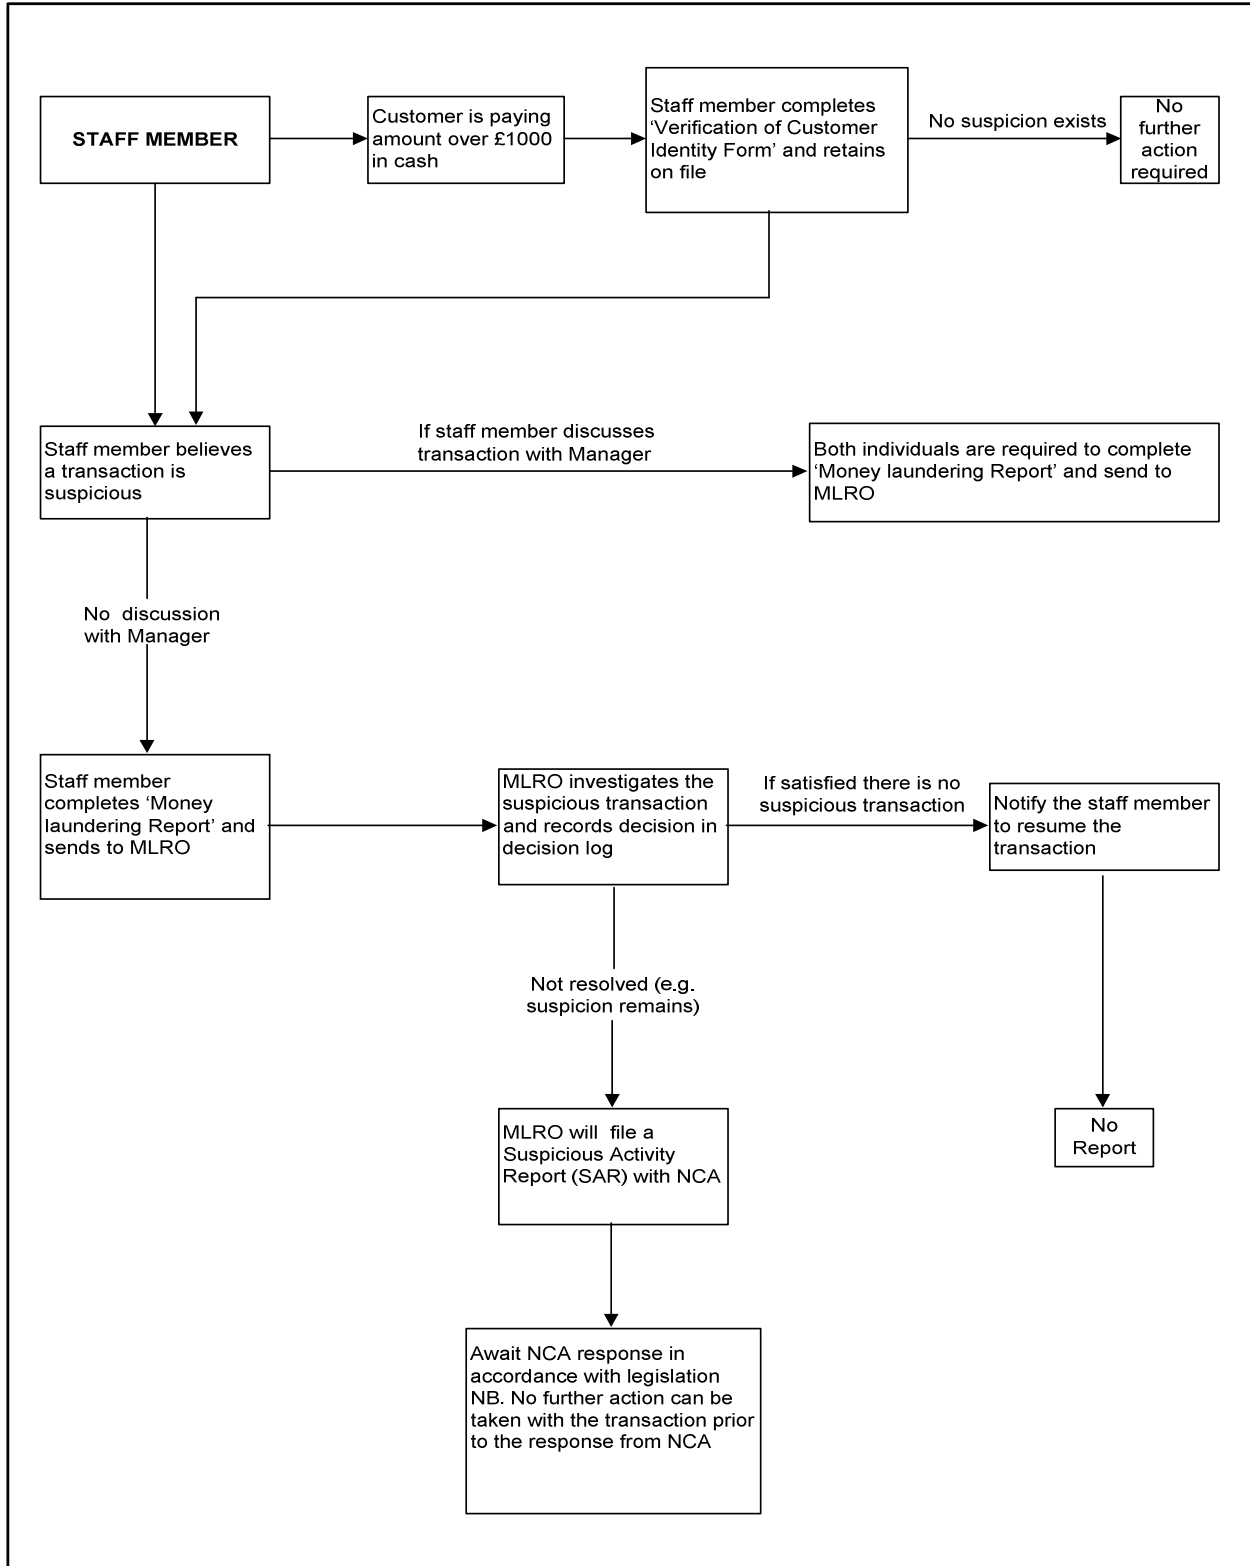 STAFF MEMBER
Customer is paying
amount over £1000
in cash
Staff member completes
‘Verification of Customer
Identity Form’ and retains
on file
No suspicion exists
No
further
action
required
Staff member believes
a transaction is
suspicious
If staff member discusses
transaction with Manager
Both individuals are required to complete
‘Money laundering Report’ and send to
MLRO
No discussion
with Manager
Staff member
completes ‘Money
laundering Report’ and
sends to MLRO
MLRO investigates the
suspicious transaction
and records decision in
decision log
If satisfied there is no
suspicious transaction
Notify the staff member
to resume the
transaction
Not resolved (e.g.
suspicion remains)
MLRO will file a
Suspicious Activity
Report (SAR) with NCA
No
Report
Await NCA response in
accordance with legislation
NB. No further action can be
taken with the transaction prior
to the response from NCA